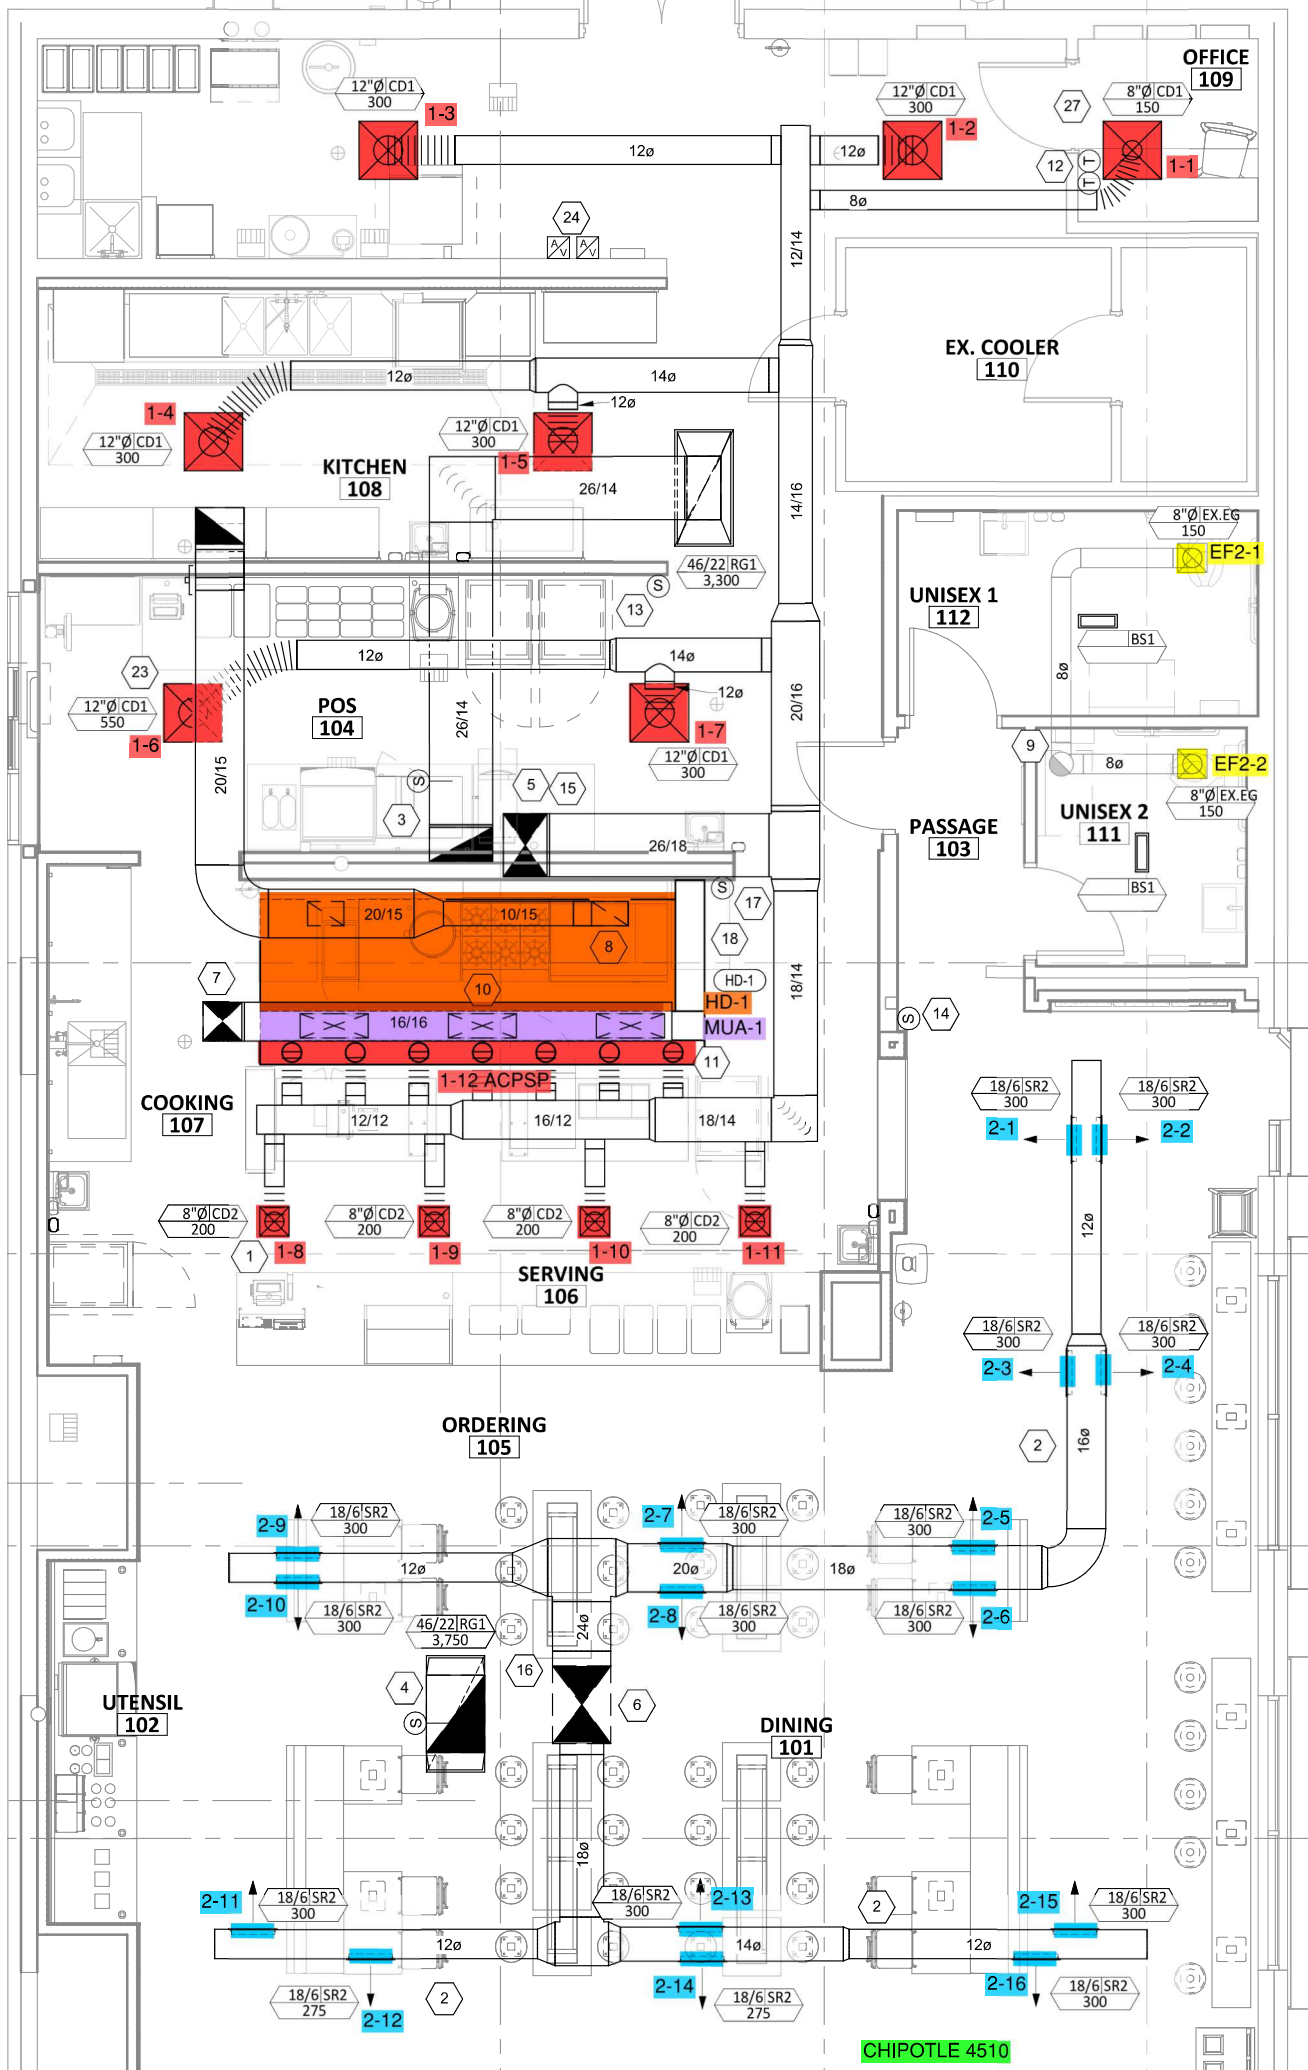 OFFICE
109
12"Ø CD1
300
1-3
12"Ø CD1
300
1-2
8"Ø CD1
150
27
12
T
T
1-1
12ø
12ø
8ø
24
A/V
A/V
12/14
EX. COOLER
110
12ø
14ø
12ø
1-4
12"Ø CD1
300
12"Ø CD1
300
1-5
KITCHEN
108
26/14
14/16
46/22 RG1
3,300
S
13
8"Ø EX.EG
150
EF2-1
UNISEX 1
112
BS1
8ø
12ø
14ø
12ø
23
12"Ø CD1
550
1-6
POS
104
26/14
20/16
1-7
12"Ø CD1
300
20/15
S
3
5
15
26/18
9
8ø
EF2-2
8"Ø EX.EG
150
UNISEX 2
111
PASSAGE
103
BS1
S
17
20/15
10/15
18
8
7
10
HD-1
HD-1
18/14
16/16
MUA-1
S
14
11
1-12 ACPSP
COOKING
107
12/12
16/12
18/14
18/6 SR2
300
18/6 SR2
300
2-1
2-2
8"Ø CD2
200
8"Ø CD2
200
8"Ø CD2
200
8"Ø CD2
200
12ø
1
1-8
1-9
1-10
1-11
SERVING
106
18/6 SR2
300
18/6 SR2
300
2-3
2-4
ORDERING
105
2
16ø
2-9
18/6 SR2
300
2-7
18/6 SR2
300
18/6 SR2
300
2-5
12ø
20ø
18ø
2-10
18/6 SR2
300
46/22 RG1
3,750
24ø
2-8
18/6 SR2
300
18/6 SR2
300
2-6
4
16
6
S
UTENSIL
102
DINING
101
18ø
2-11
18/6 SR2
300
18/6 SR2
300
2-13
2
2-15
18/6 SR2
300
12ø
14ø
12ø
18/6 SR2
275
2-12
2
2-14
18/6 SR2
275
2-16
18/6 SR2
300
CHIPOTLE 4510